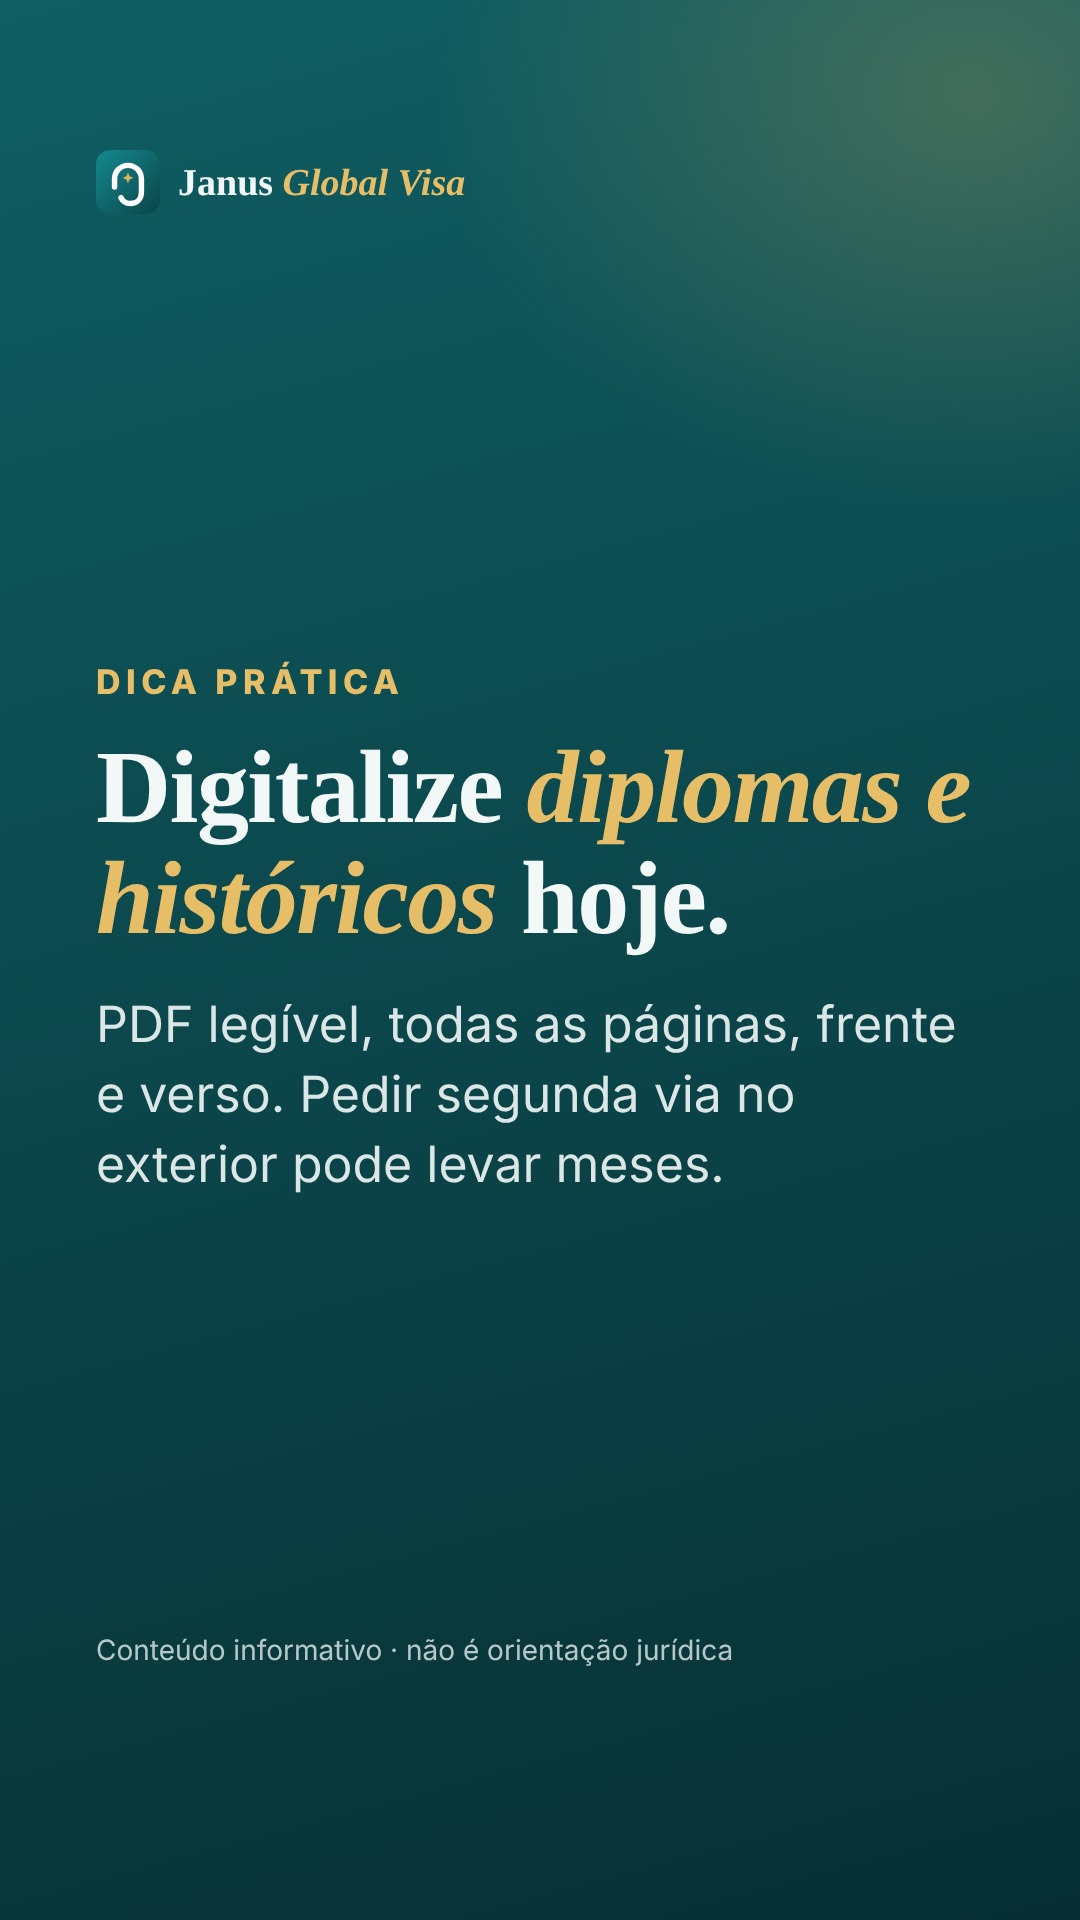 Janus Global Visa
DICA PRÁTICA
Digitalize diplomas e
históricos hoje.
PDF legível, todas as páginas, frente
e verso. Pedir segunda via no
exterior pode levar meses.
Conteúdo informativo · não é orientação jurídica